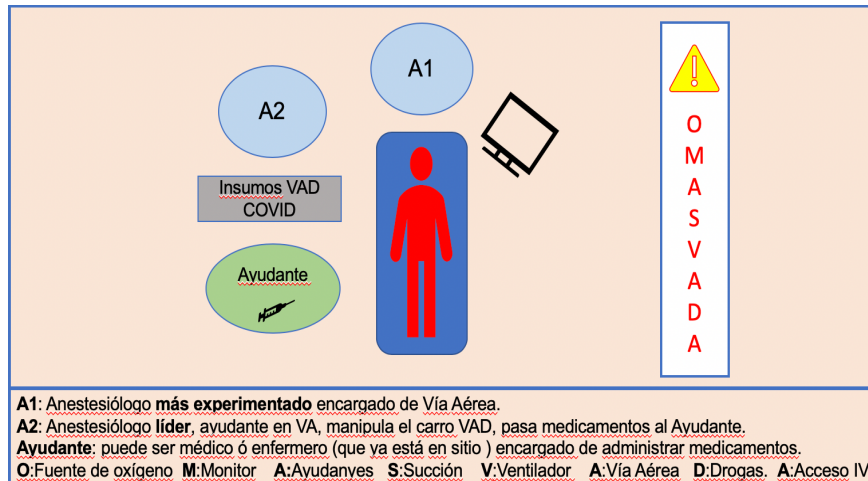 A1
A2
Insumos VAD
COVID
Ayudante
!
O
M
A
S
V
A
D
A
A1: Anestesiólogo más experimentado encargado de Vía Aérea.
A2: Anestesiólogo líder, ayudante en VA, manipula el carro VAD, pasa medicamentos al Ayudante.
Ayudante: puede ser médico ó enfermero (que ya está en sitio ) encargado de administrar medicamentos.
O:Fuente de oxígeno M:Monitor A:Ayudanyes S:Succión V:Ventilador A:Vía Aérea D:Drogas. A:Acceso IV